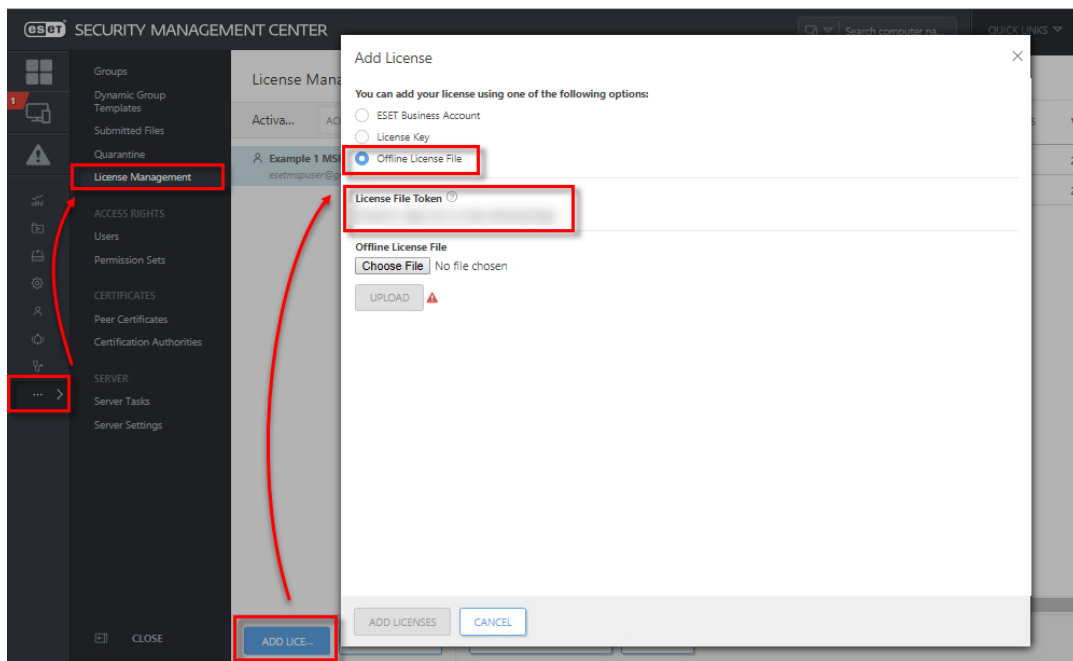 eseT SECURITY MANAGEMENT CENTER
Search computer na...
QUICK LINKS
1
Groups
Dynamic Group
Templates
Submitted Files
Quarantine
License Management
ACCESS RIGHTS
Users
Permission Sets
CERTIFICATES
Peer Certificates
Certification Authorities
SERVER
Server Tasks
Server Settings
CLOSE
License Mana
Activa...
Example 1 MS
esetmspuser@g
ADD LICE...
Add License
You can add your license using one of the following options:
ESET Business Account
License Key
Offline License File
License File Token ?
Offline License File
Choose File No file chosen
UPLOAD
ADD LICENSES CANCEL